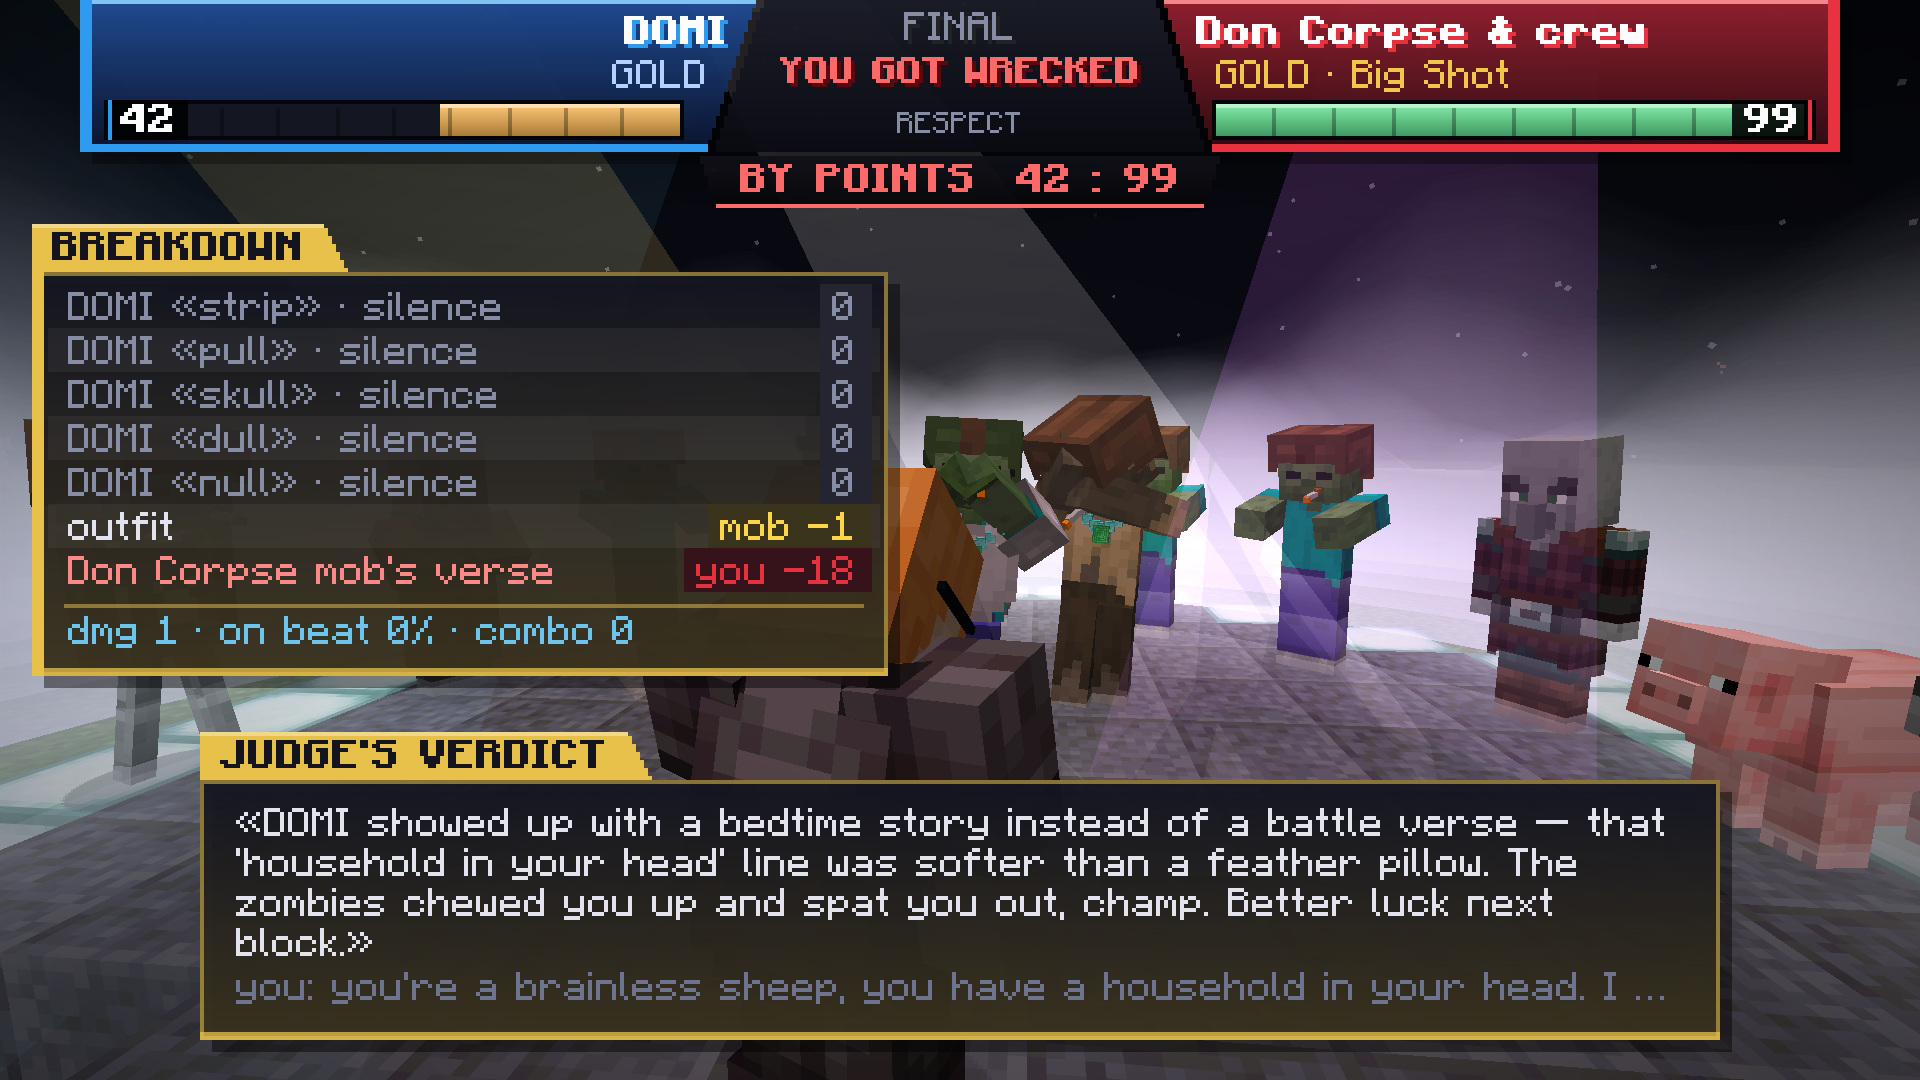 DOMI
GOLD
42
FINAL
YOU GOT WRECKED
RESPECT
Don Corpse & crew
GOLD · Big Shot
99
BY POINTS 42 : 99
BREAKDOWN
DOMI «strip» · silence 0
DOMI «pull» · silence 0
DOMI «skull» · silence 0
DOMI «dull» · silence 0
DOMI «null» · silence 0
outfit mob −1
Don Corpse mob's verse you −18
dmg 1 · on beat 0% · combo 0
JUDGE'S VERDICT
«DOMI showed up with a bedtime story instead of a battle verse — that
'household in your head' line was softer than a feather pillow. The
zombies chewed you up and spat you out, champ. Better luck next
block.»
you: you're a brainless sheep, you have a household in your head. I ...